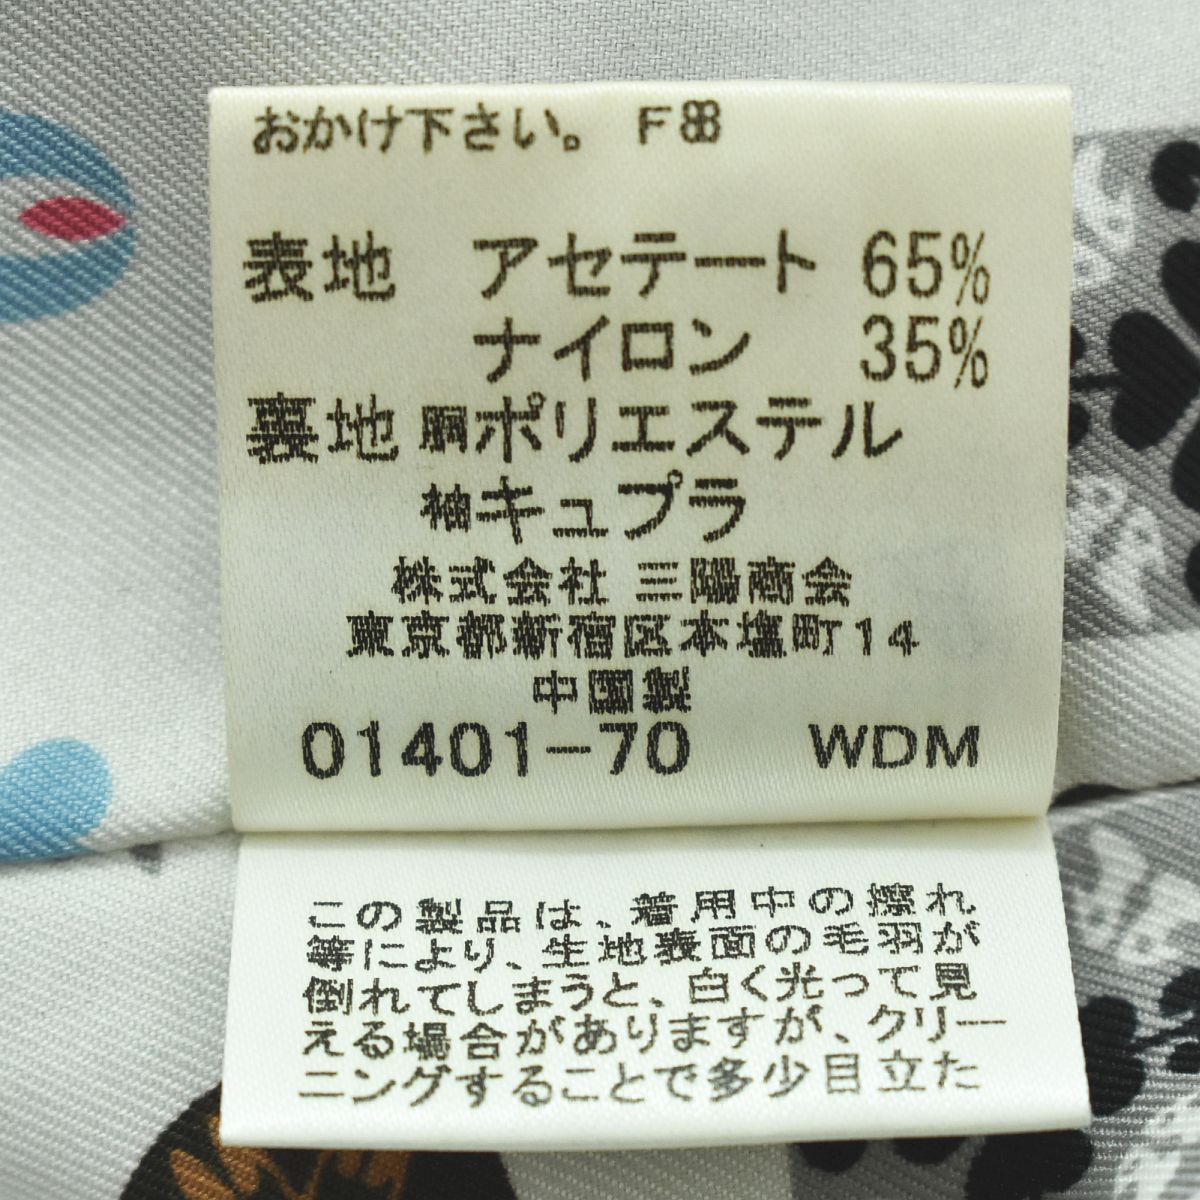 おかけ下さい。 F88
表地 アセテート 65%
ナイロン 35%
裏地 胴ポリエステル
袖キュプラ
株式会社 三陽商会
東京都新宿区本塩町14
中国製
01401-70 WDM
この製品は、着用中の擦れ
等により、生地表面の毛羽が
倒れてしまうと、白く光って見
える場合がありますが、クリー
ニングすることで多少目立た